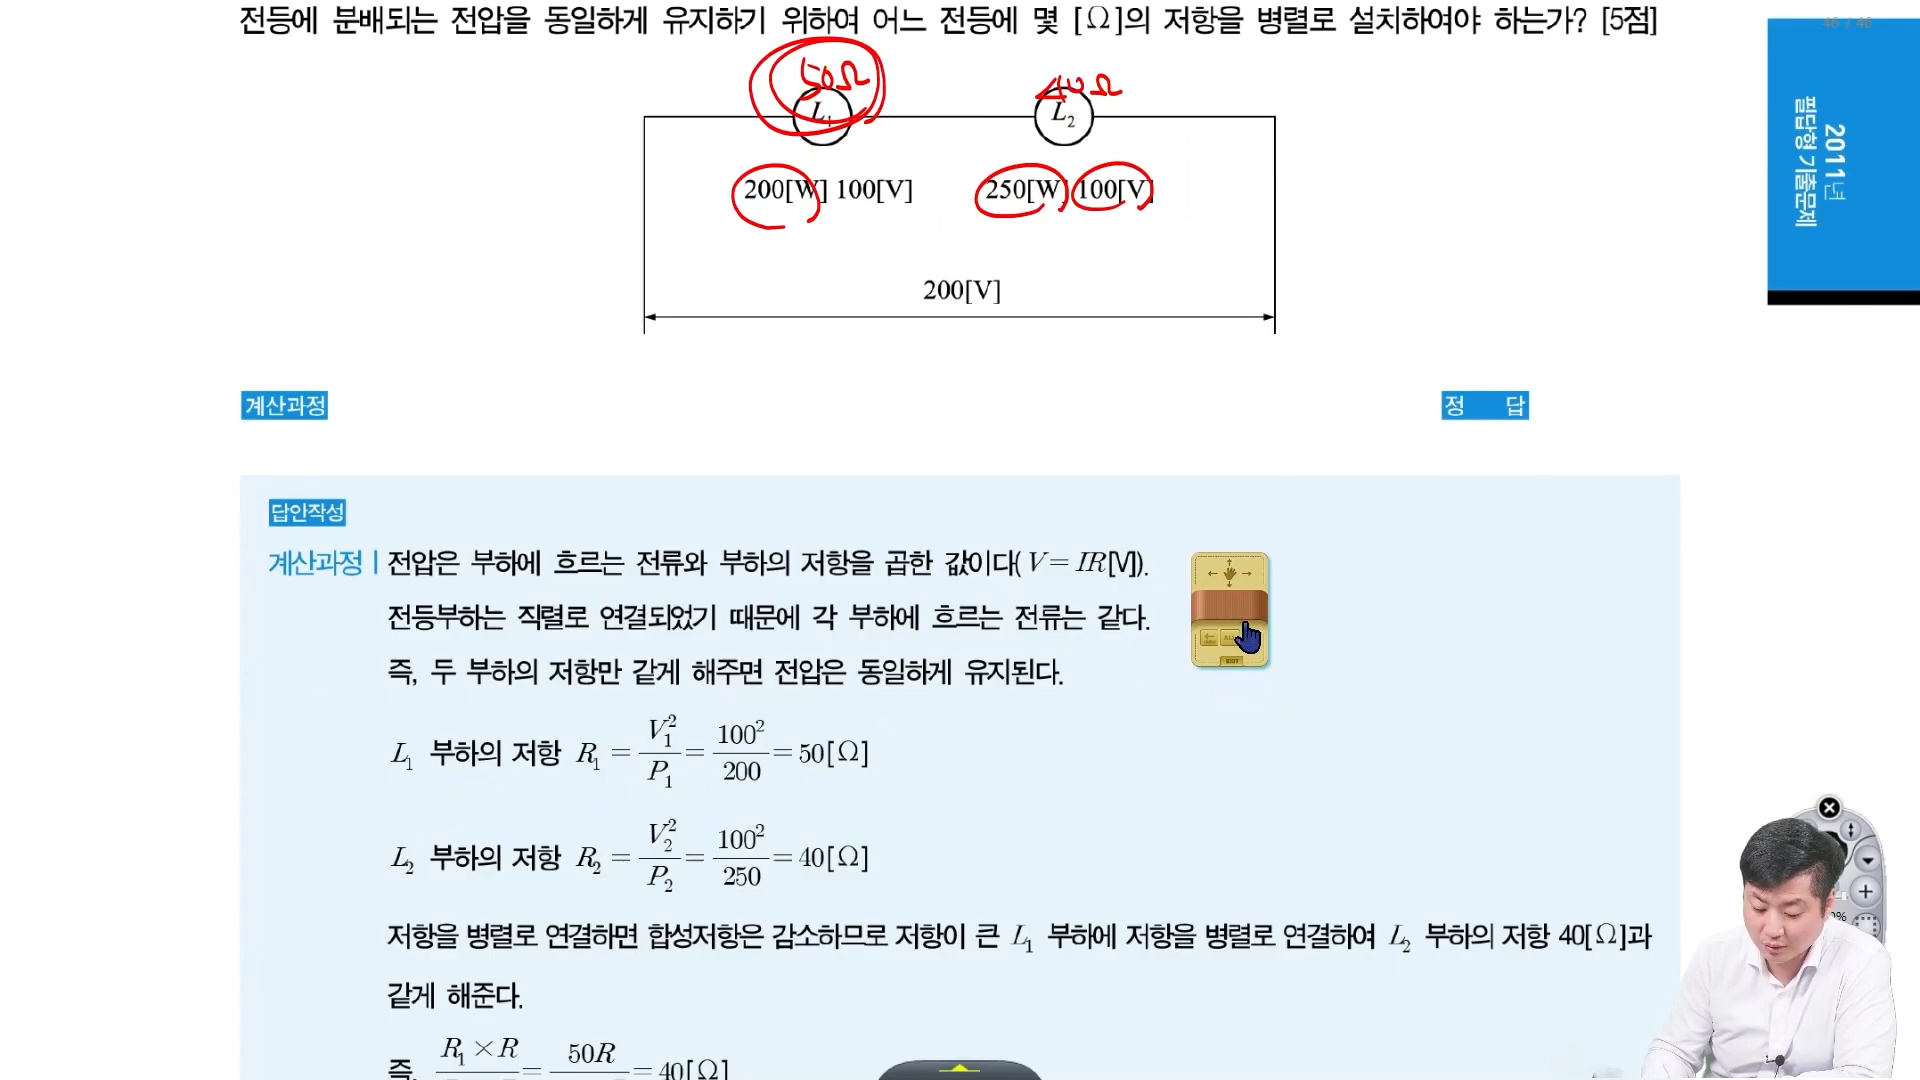 전등에 분배되는 전압을 동일하게 유지하기 위하여 어느 전등에 몇 [Ω]의 저항을 병렬로 설치하여야 하는가? [5점]
46 / 46
2011년
필답형 기출문제
50Ω
40Ω
L₁
L₂
200[W] 100[V]
250[W] 100[V]
200[V]
계산과정
정 답
답안작성
계산과정 | 전압은 부하에 흐르는 전류와 부하의 저항을 곱한 값이다( V = IR[V]).
전등부하는 직렬로 연결되었기 때문에 각 부하에 흐르는 전류는 같다.
즉, 두 부하의 저항만 같게 해주면 전압은 동일하게 유지된다.
L₁ 부하의 저항 R₁ = V₁²/P₁ = 100²/200 = 50[Ω]
L₂ 부하의 저항 R₂ = V₂²/P₂ = 100²/250 = 40[Ω]
저항을 병렬로 연결하면 합성저항은 감소하므로 저항이 큰 L₁ 부하에 저항을 병렬로 연결하여 L₂ 부하의 저항 40[Ω]과
같게 해준다.
즉, R₁ × R = 50R = 40[Ω]
EXIT